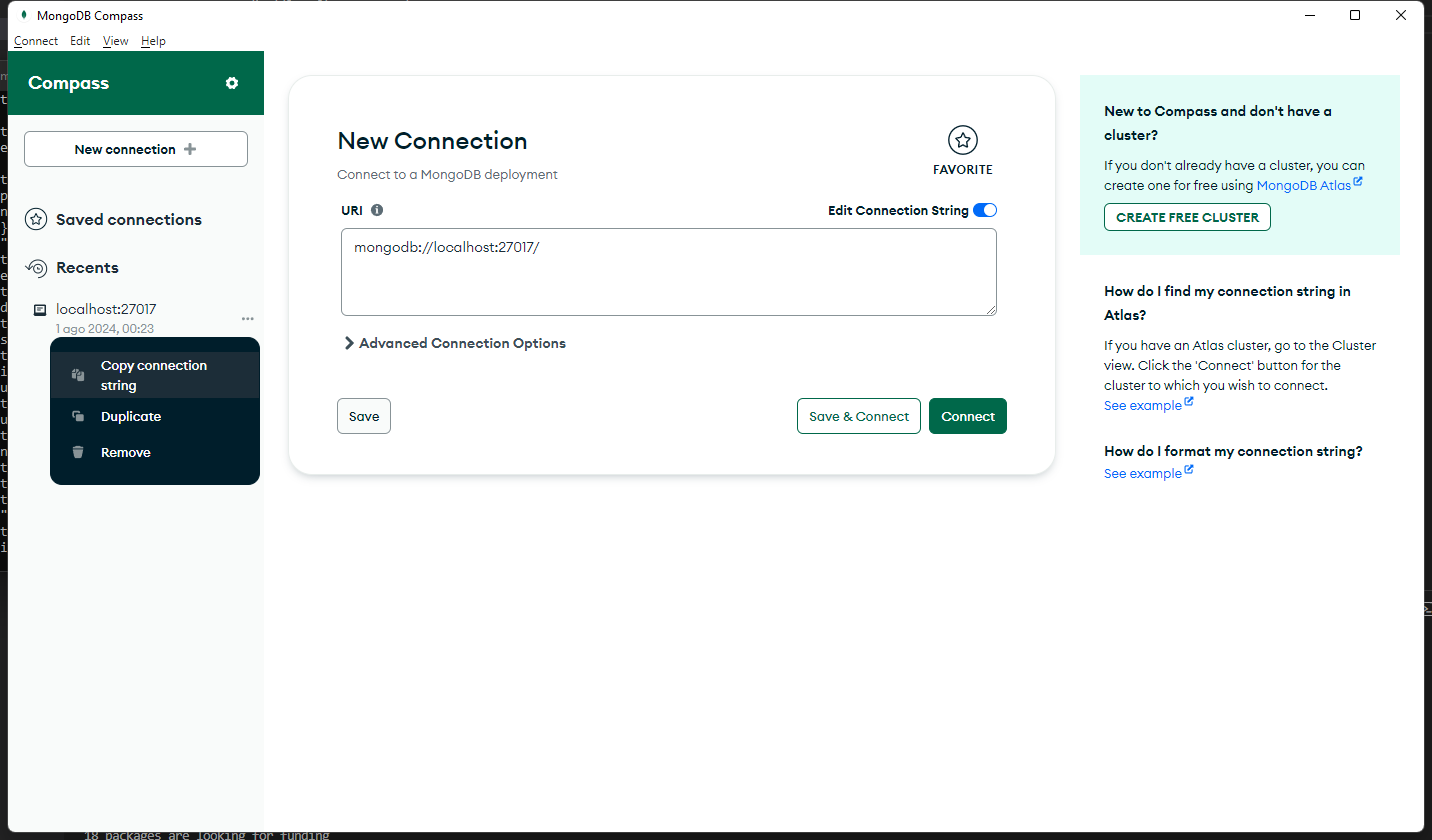 MongoDB Compass
Connect Edit View Help
Compass
New connection
Saved connections
Recents
localhost:27017
1 ago 2024, 00:23
Copy connection
string
Duplicate
Remove
New Connection
Connect to a MongoDB deployment
FAVORITE
URI
Edit Connection String
mongodb://localhost:27017/
Advanced Connection Options
Save
Save & Connect
Connect
New to Compass and don't have a
cluster?
If you don't already have a cluster, you can
create one for free using MongoDB Atlas
CREATE FREE CLUSTER
How do I find my connection string in
Atlas?
If you have an Atlas cluster, go to the Cluster
view. Click the 'Connect' button for the
cluster to which you wish to connect.
See example
How do I format my connection string?
See example
18 packages are looking for funding